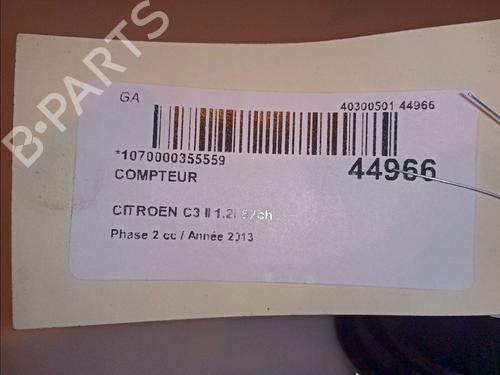 B-PARTS
GA
40300501 44966
*1070000355559
44966
COMPTEUR
CITROEN C3 II 1.2i 82ch
Phase 2 cc / Année 2013